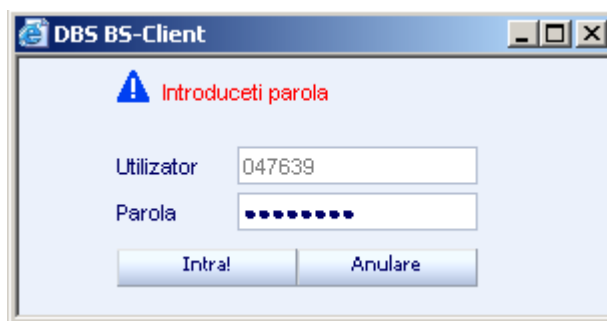 DBS BS-Client
Introduceti parola
Utilizator 047639
Parola ••••••••
Intra! Anulare